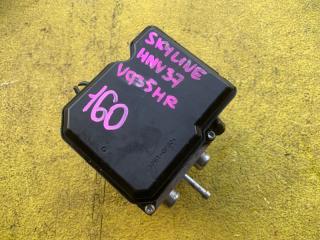 SKYLINE
HNV37
VQ35HR
160